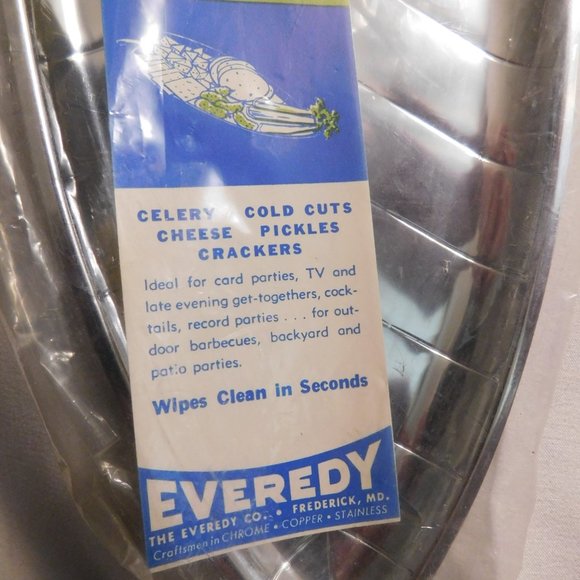 CELERY COLD CUTS
CHEESE PICKLES
CRACKERS
Ideal for card parties, TV and
late evening get-togethers, cock-
tails, record parties . . . for out-
door barbecues, backyard and
patio parties.
Wipes Clean in Seconds
EVEREDY
THE EVEREDY CO. • FREDERICK, MD.
Craftsmen in CHROME • COPPER • STAINLESS